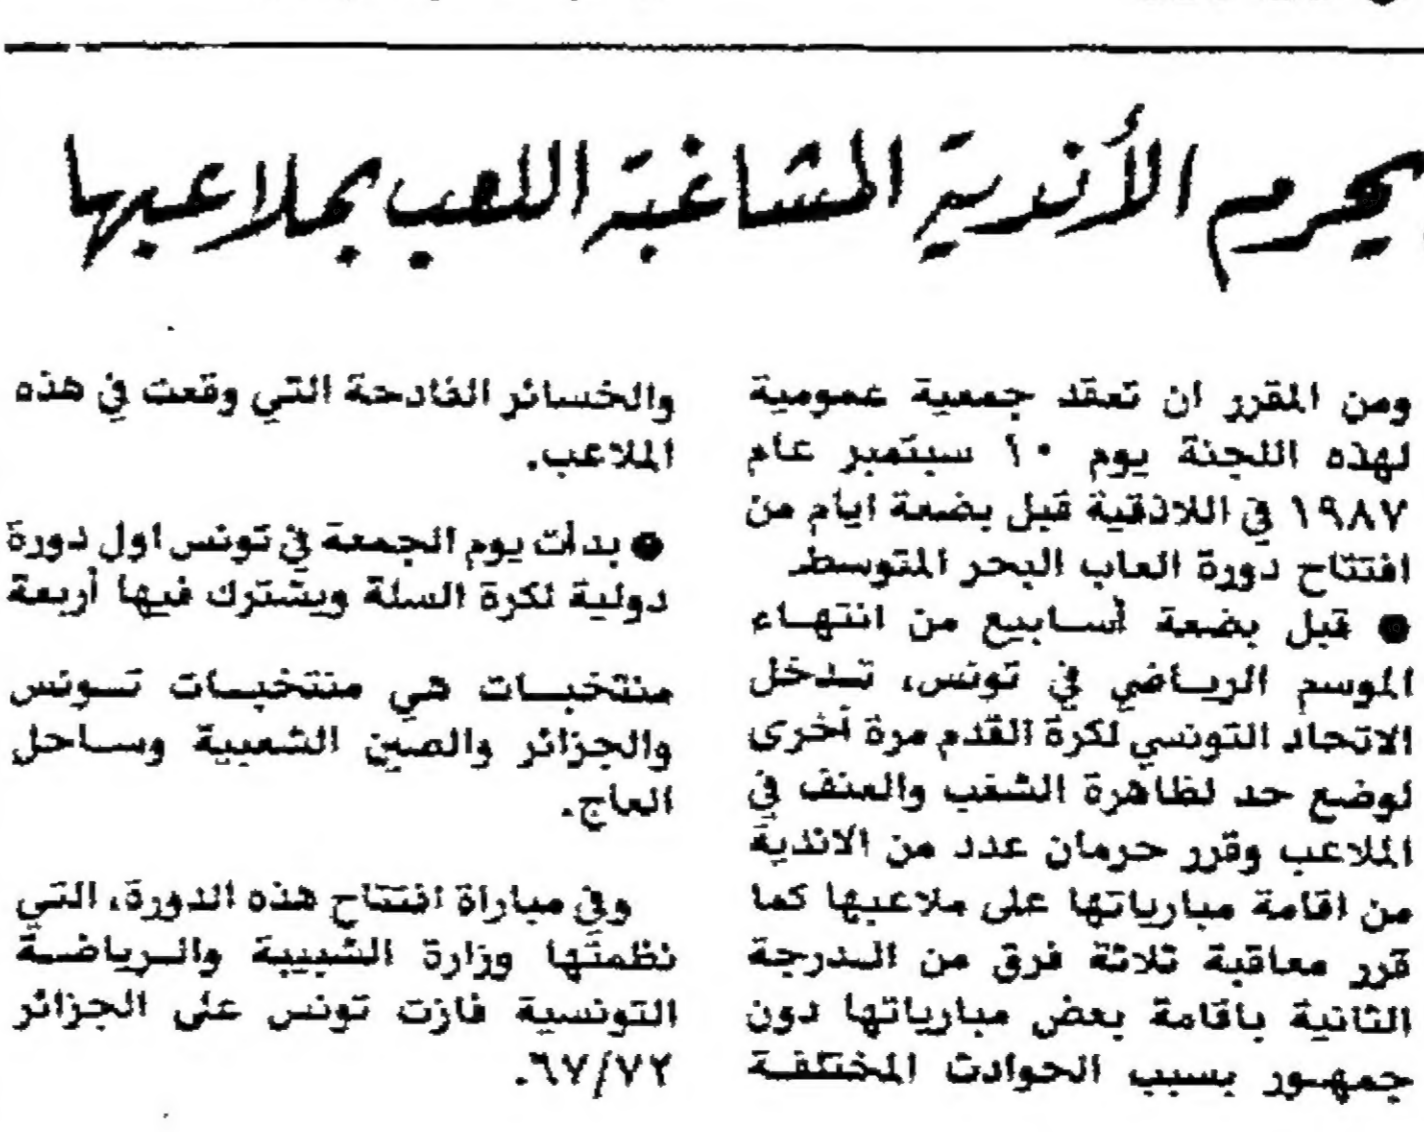 يحرم الأندية المشاغبة اللعب بملاعبها
ومن المقرر ان تعقد جمعية عمومية
لهذه اللجنة يوم ١٠ سبتمبر عام
١٩٨٧ في اللاذقية قبل بضعة ايام من
افتتاح دورة العاب البحر المتوسط
● قبل بضعة أسابيع من انتهاء
الموسم الرياضي في تونس، تدخل
الاتحاد التونسي لكرة القدم مرة أخرى
لوضع حد لظاهرة الشغب والعنف في
الملاعب وقرر حرمان عدد من الاندية
من اقامة مبارياتها على ملاعبها كما
قرر معاقبة ثلاثة فرق من الدرجة
الثانية باقامة بعض مبارياتها دون
جمهور بسبب الحوادث المختلفة
والخسائر الفادحة التي وقعت في هذه
الملاعب.
● بدأت يوم الجمعة في تونس اول دورة
دولية لكرة السلة ويشترك فيها أربعة
منتخبات هي منتخبات تونس
والجزائر والصين الشعبية وساحل
العاج.
وفي مباراة افتتاح هذه الدورة، التي
نظمتها وزارة الشبيبة والرياضة
التونسية فازت تونس على الجزائر
٦٧/٧٢.